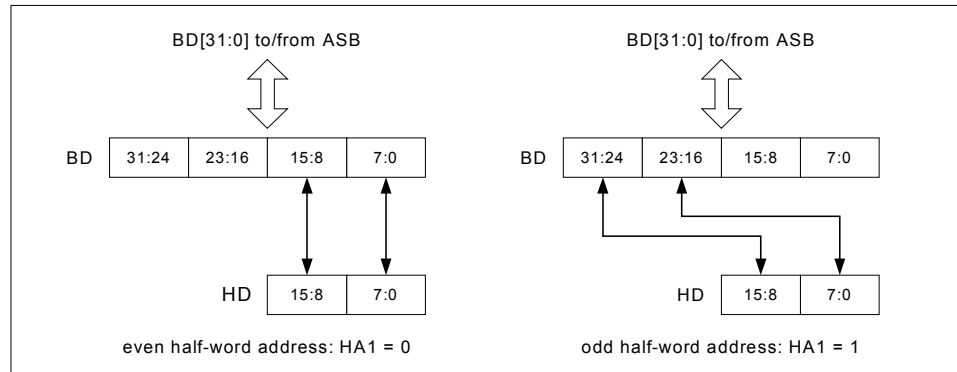 BD[31:0] to/from ASB
BD[31:0] to/from ASB
BD 31:24 23:16 15:8 7:0
BD 31:24 23:16 15:8 7:0
HD 15:8 7:0
HD 15:8 7:0
even half-word address: HA1 = 0
odd half-word address: HA1 = 1